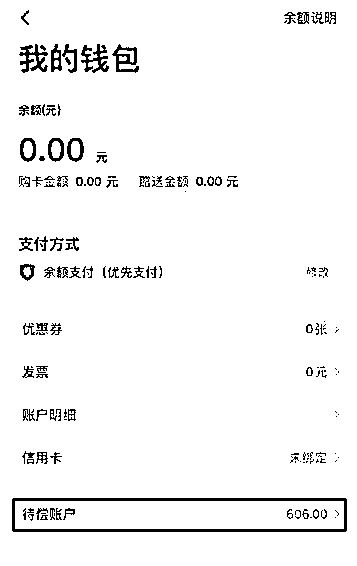 余额说明
我的钱包
余额(元)
0.00 元
购卡金额 0.00 元 赠送金额 0.00 元
支付方式
余额支付（优先支付） 修改
优惠券 0张
发票 0元
账户明细
信用卡 未绑定
待偿账户 606.00